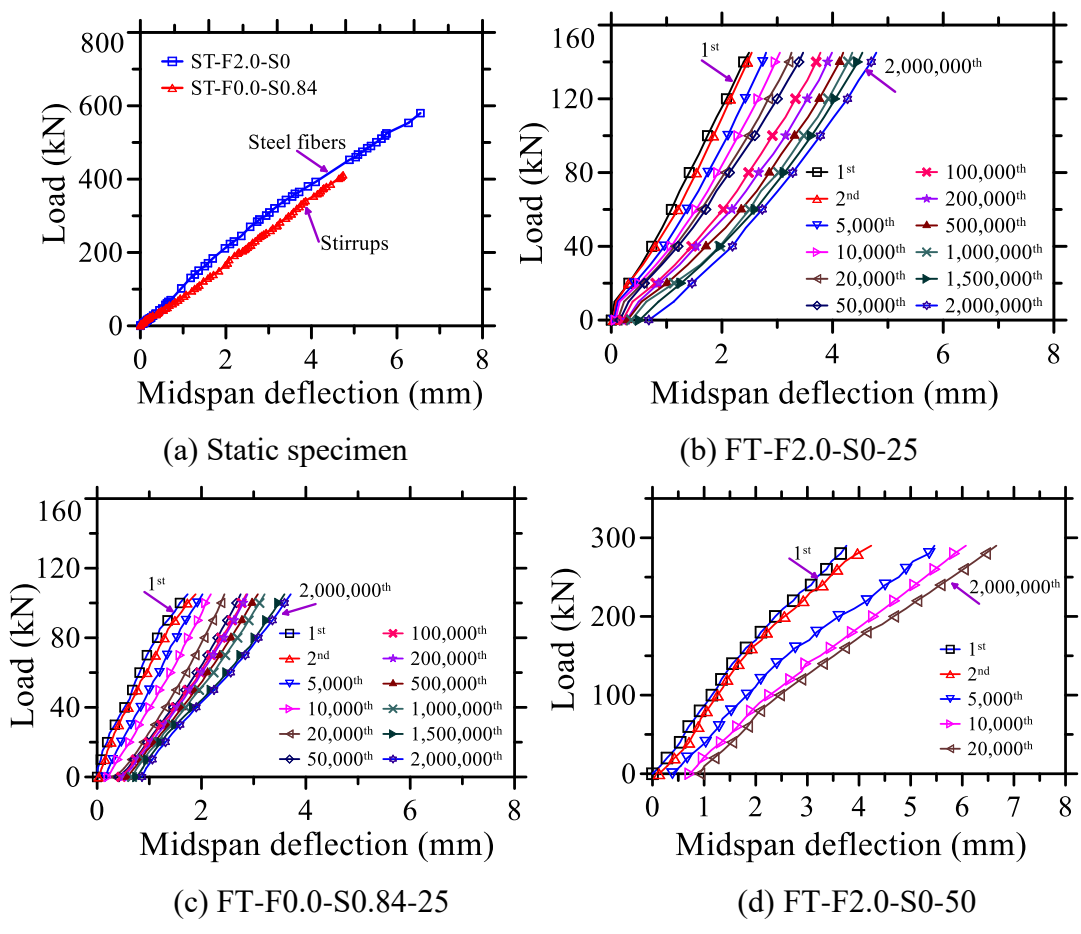 800
600
400
200
0
0
2
4
6
8
Load (kN)
Midspan deflection (mm)
ST-F2.0-S0
ST-F0.0-S0.84
Steel fibers
Stirrups
(a) Static specimen
160
120
80
40
0
0
2
4
6
8
Load (kN)
Midspan deflection (mm)
1st
2,000,000th
1st
2nd
5,000th
10,000th
20,000th
50,000th
100,000th
200,000th
500,000th
1,000,000th
1,500,000th
2,000,000th
(b) FT-F2.0-S0-25
160
120
80
40
0
0
2
4
6
8
Load (kN)
Midspan deflection (mm)
1st
2,000,000th
1st
2nd
5,000th
10,000th
20,000th
50,000th
100,000th
200,000th
500,000th
1,000,000th
1,500,000th
2,000,000th
(c) FT-F0.0-S0.84-25
300
200
100
0
0
1
2
3
4
5
6
7
8
Load (kN)
Midspan deflection (mm)
1st
2,000,000th
1st
2nd
5,000th
10,000th
20,000th
(d) FT-F2.0-S0-50